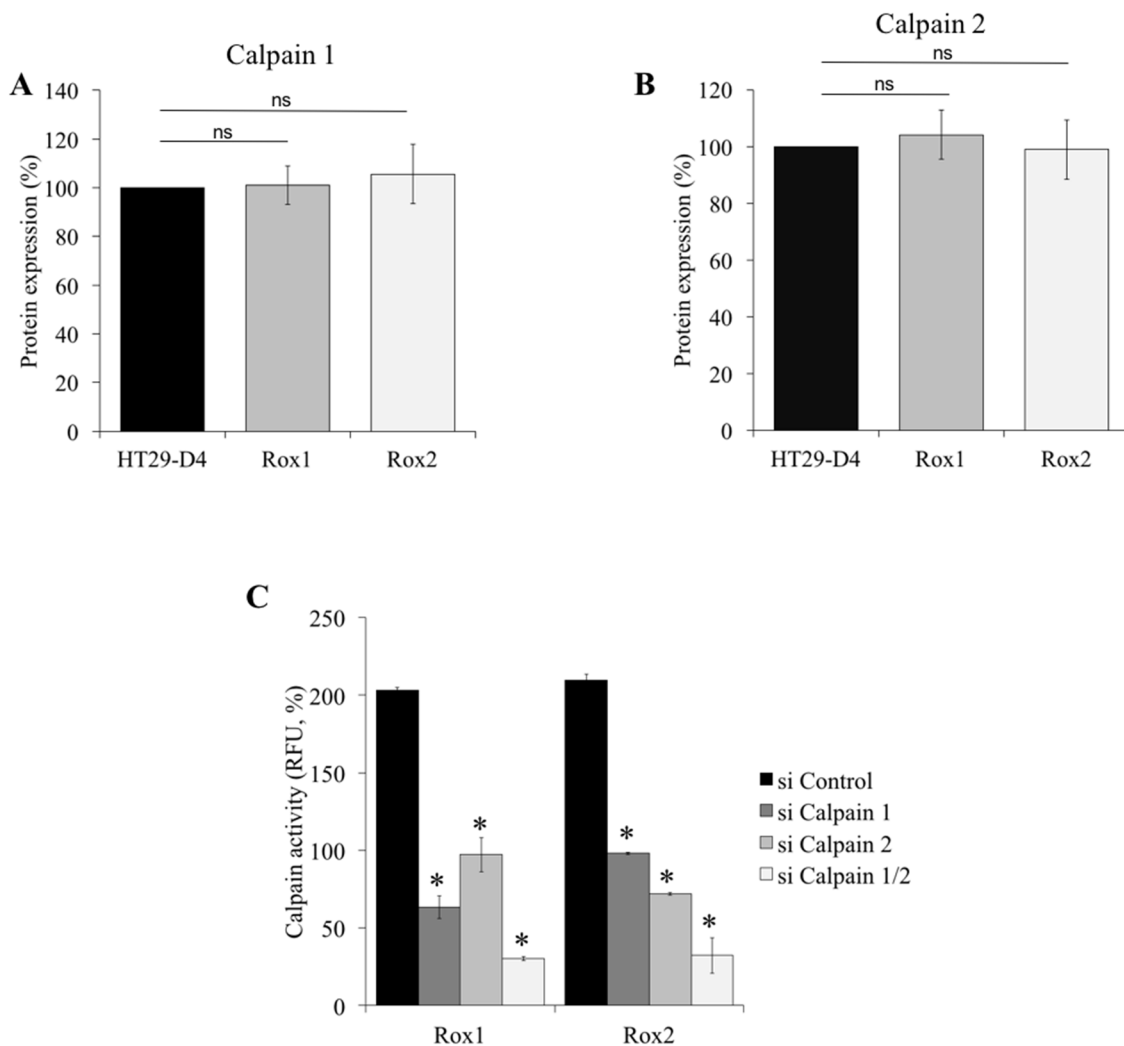 A
Calpain 1
ns
ns
Protein expression (%)
140
120
100
80
60
40
20
0
HT29-D4 Rox1 Rox2
B
Calpain 2
ns
ns
Protein expression (%)
120
100
80
60
40
20
0
HT29-D4 Rox1 Rox2
C
Calpain activity (RFU, %)
250
200
150
100
50
0
* * * * * *
Rox1 Rox2
si Control
si Calpain 1
si Calpain 2
si Calpain 1/2